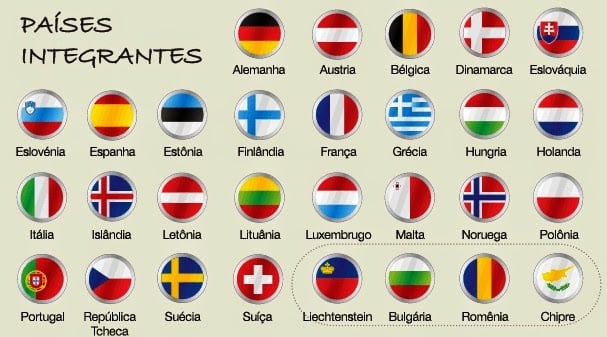 PAÍSES
INTEGRANTES
Alemanha Austria Bélgica Dinamarca Eslováquia
Eslovénia Espanha Estônia Finlândia França Grécia Hungria Holanda
Itália Islândia Letônia Lituânia Luxembrugo Malta Noruega Polônia
Portugal República Tcheca Suécia Suíça Liechtenstein Bulgária Romênia Chipre